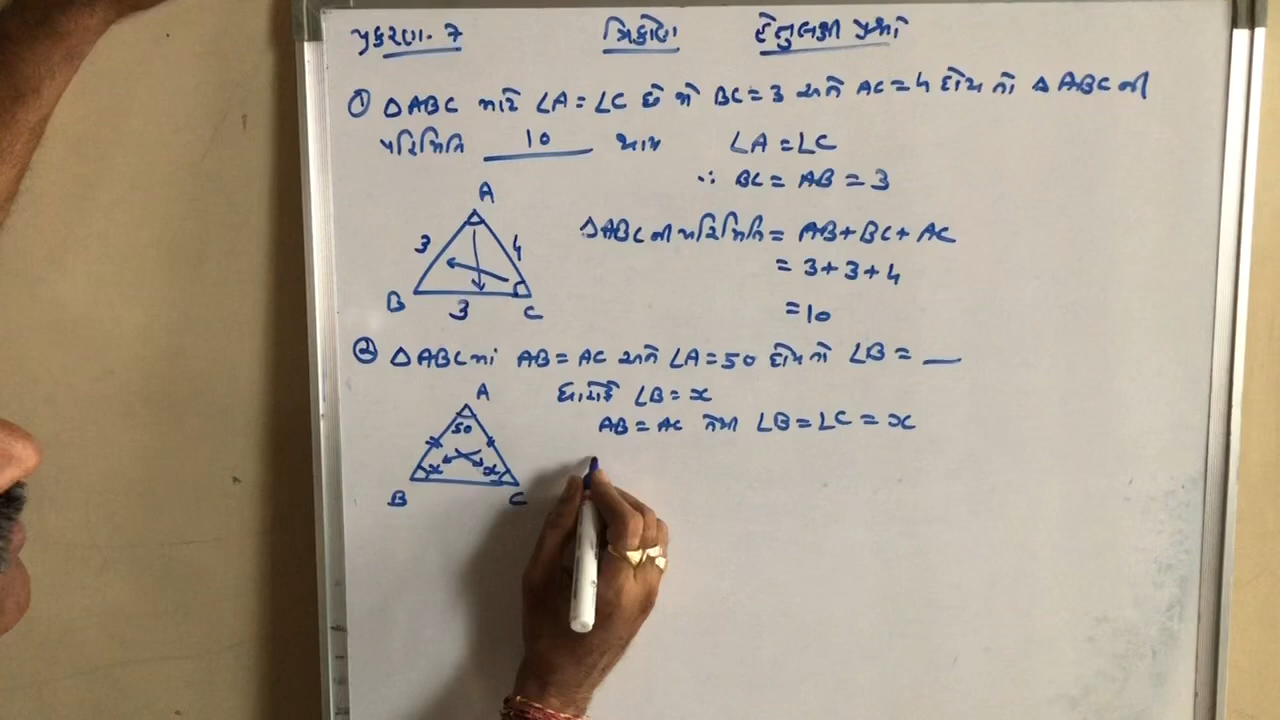 પ્રકરણ. 7 ત્રિકોણ હેતુલક્ષી પ્રશ્નો
① △ABC માટે ∠A = ∠C છે જો BC = 3 અને AC = 4 હોય તો △ABC ની
પરિમિતિ 10 થાય
∠A = ∠C
∴ BC = AB = 3
A
3 4
B 3 C
△ABC ની પરિમિતિ = AB + BC + AC
= 3 + 3 + 4
= 10
② △ABC માં AB = AC અને ∠A = 50 હોય તો ∠B = __
ધારોકે ∠B = x
AB = AC તેથી ∠B = ∠C = x
A
50
x x
B C